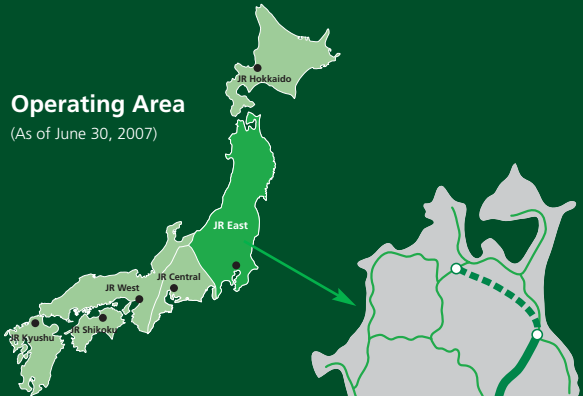 JR Hokkaido
Operating Area
(As of June 30, 2007)
JR East
JR Central
JR West
JR Shikoku
JR Kyushu